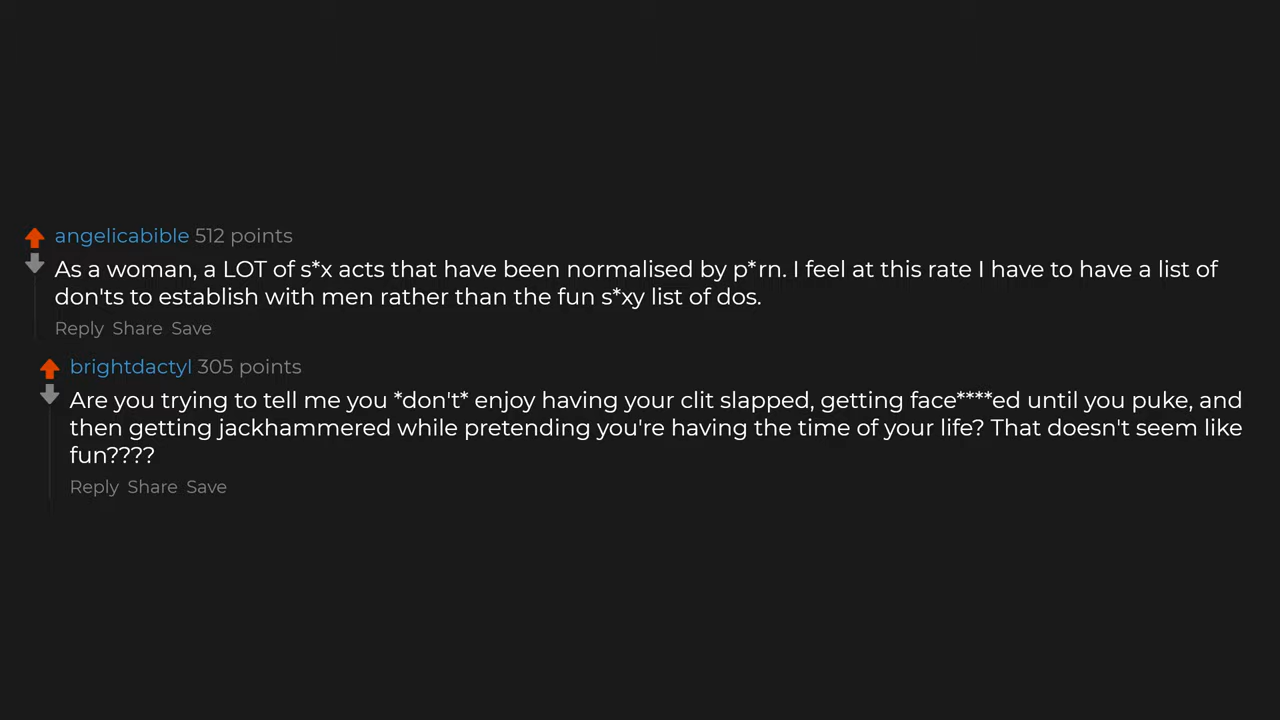 angelicabible 512 points
As a woman, a LOT of s*x acts that have been normalised by p*rn. I feel at this rate I have to have a list of
don'ts to establish with men rather than the fun s*xy list of dos.
Reply Share Save
brightdactyl 305 points
Are you trying to tell me you *don't* enjoy having your clit slapped, getting face****ed until you puke, and
then getting jackhammered while pretending you're having the time of your life? That doesn't seem like
fun????
Reply Share Save